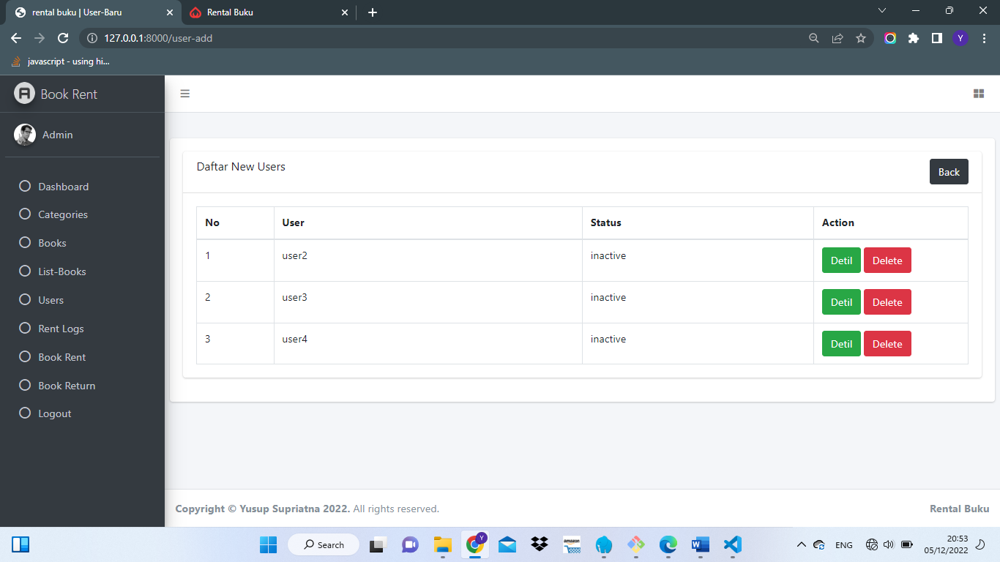 rental buku | User-Baru
Rental Buku
127.0.0.1:8000/user-add
Y
javascript - using hi...
Book Rent
Admin
Dashboard
Categories
Books
List-Books
Users
Rent Logs
Book Rent
Book Return
Logout
Daftar New Users
Back
No User Status Action
1 user2 inactive Detil Delete
2 user3 inactive Detil Delete
3 user4 inactive Detil Delete
Copyright © Yusup Supriatna 2022. All rights reserved.
Rental Buku
Search
Y
amazon
ENG
20:53
05/12/2022